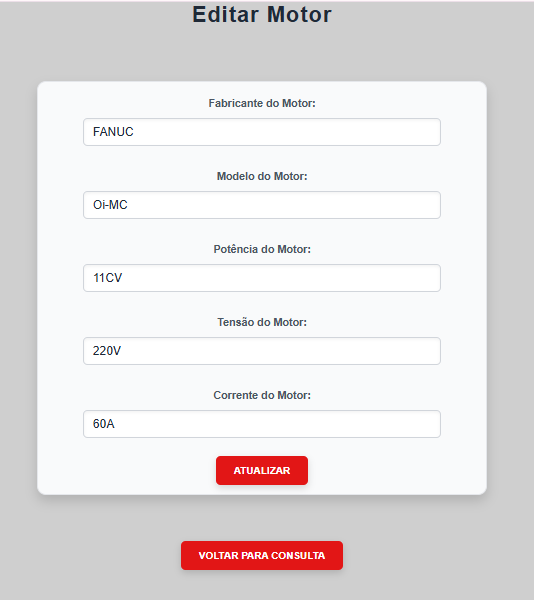 Editar Motor
Fabricante do Motor:
FANUC
Modelo do Motor:
Oi-MC
Potência do Motor:
11CV
Tensão do Motor:
220V
Corrente do Motor:
60A
ATUALIZAR
VOLTAR PARA CONSULTA